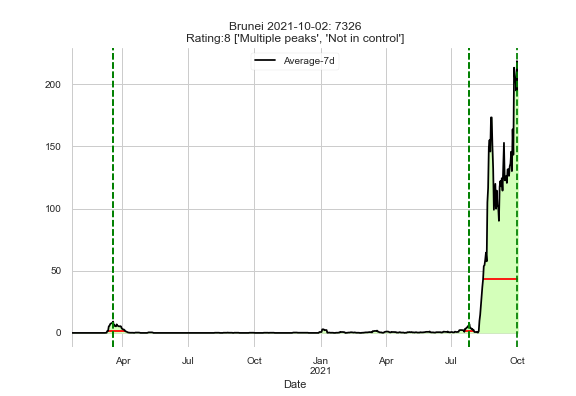 Brunei 2021-10-02: 7326
Rating:8 ['Multiple peaks', 'Not in control']
Average-7d
200
150
100
50
0
Apr Jul Oct Jan Apr Jul Oct
2021
Date